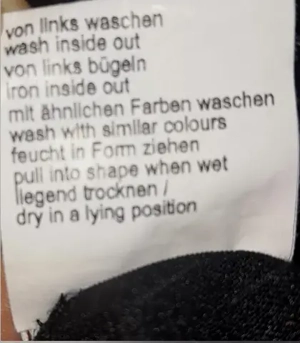 von links waschen
wash inside out
von links bügeln
iron inside out
mit ähnlichen Farben waschen
wash with similar colours
feucht in Form ziehen
pull into shape when wet
liegend trocknen /
dry in a lying position